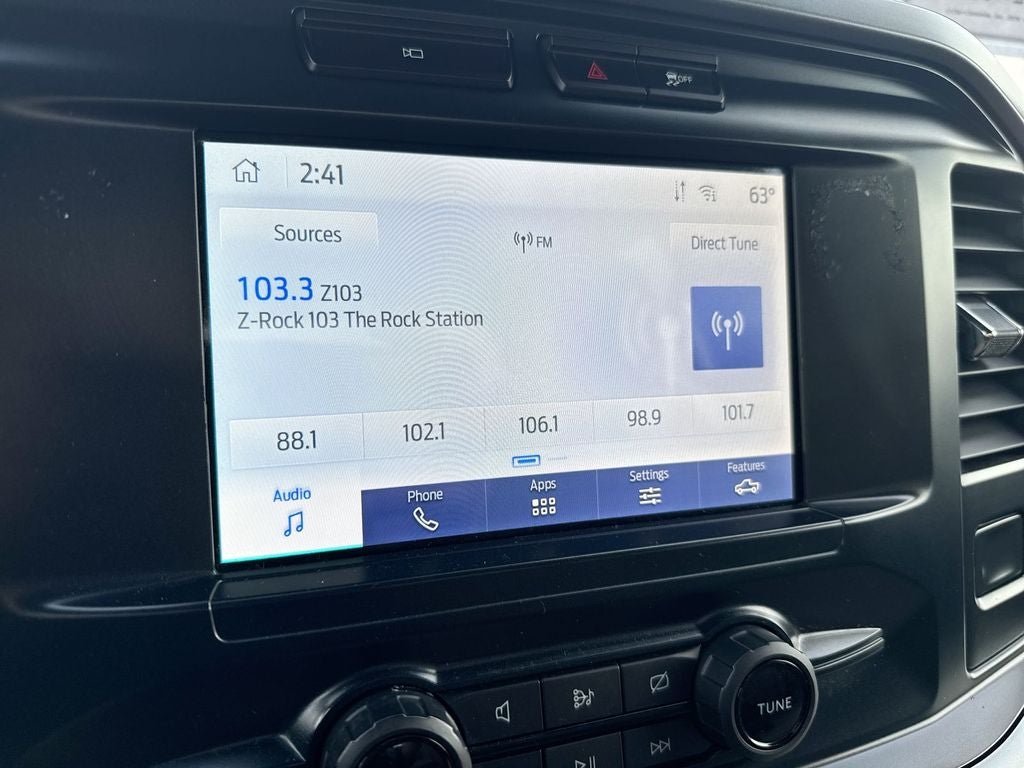 OFF
2:41
63°
Sources
FM
Direct Tune
103.3 Z103
Z-Rock 103 The Rock Station
88.1
102.1
106.1
98.9
101.7
Audio
Phone
Apps
Settings
Features
TUNE